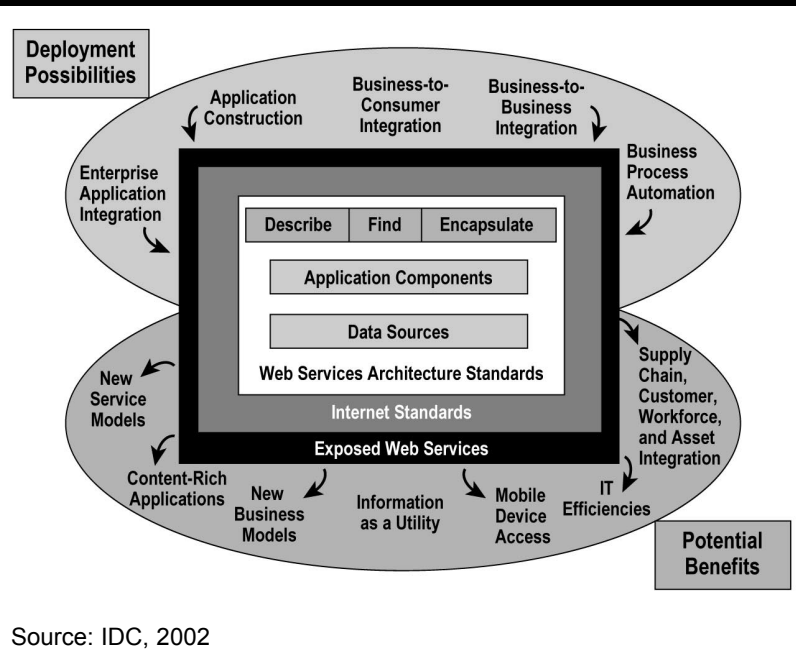 Deployment
Possibilities
Application
Construction
Business-to-
Consumer
Integration
Business-to-
Business
Integration
Enterprise
Application
Integration
Business
Process
Automation
Describe
Find
Encapsulate
Application Components
Data Sources
Web Services Architecture Standards
Internet Standards
Exposed Web Services
New
Service
Models
Content-Rich
Applications
New
Business
Models
Information
as a Utility
Mobile
Device
Access
IT
Efficiencies
Supply
Chain,
Customer,
Workforce,
and Asset
Integration
Potential
Benefits
Source: IDC, 2002